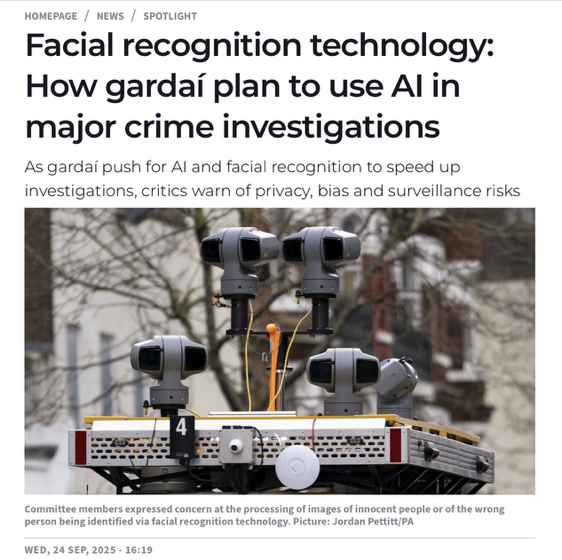 HOMEPAGE / NEWS / SPOTLIGHT
Facial recognition technology:
How gardaí plan to use AI in
major crime investigations
As gardaí push for AI and facial recognition to speed up
investigations, critics warn of privacy, bias and surveillance risks
4
Committee members expressed concern at the processing of images of innocent people or of the wrong
person being identified via facial recognition technology. Picture: Jordan Pettitt/PA
WED, 24 SEP, 2025 - 16:19